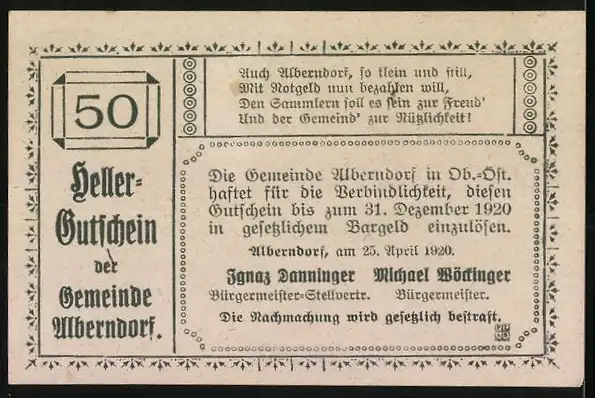 50
Heller-
Gutschein
der
Gemeinde
Alberndorf.
Auch Alberndorf, so klein und still,
Mit Notgeld nun bezahlen will,
Den Sammlern soll es sein zur Freud'
Und der Gemeind' zur Nützlichkeit!
Die Gemeinde Alberndorf in Ob.-Öst.
haftet für die Verbindlichkeit, diesen
Gutschein bis zum 31. Dezember 1920
in gesetzlichem Bargeld einzulösen.
Alberndorf, am 25. April 1920.
Ignaz Danninger Michael Wöckinger
Bürgermeister-Stellvertr. Bürgermeister.
Die Nachmachung wird gesetzlich bestraft.